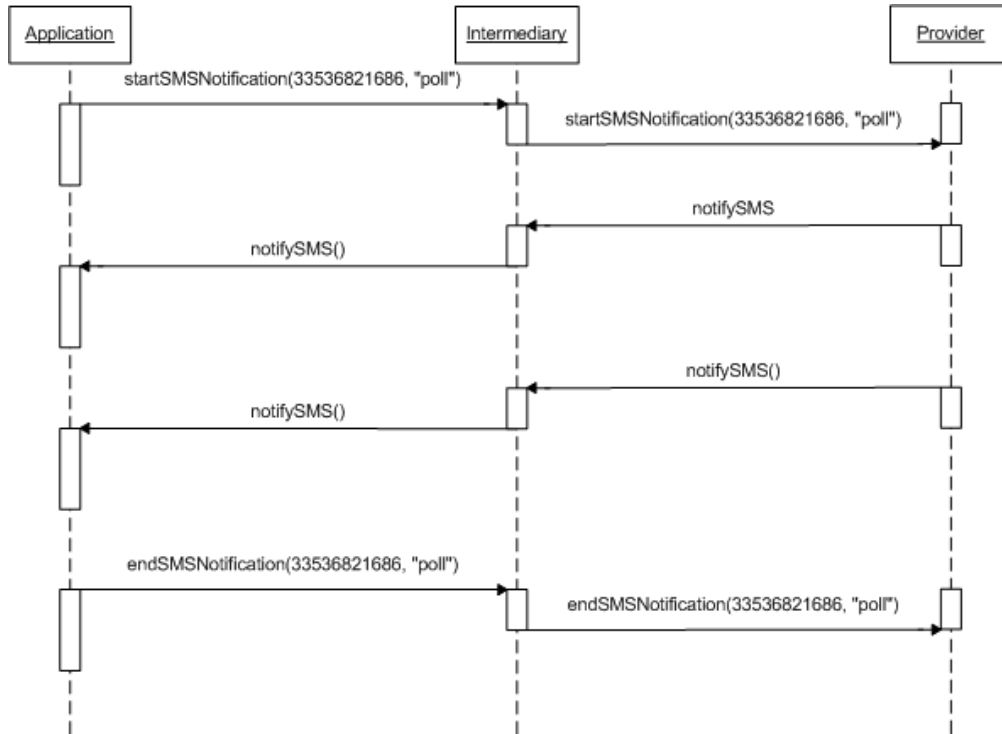 Application
Intermediary
Provider
startSMSNotification(33536821686, "poll")
startSMSNotification(33536821686, "poll")
notifySMS
notifySMS()
notifySMS()
notifySMS()
endSMSNotification(33536821686, "poll")
endSMSNotification(33536821686, "poll")